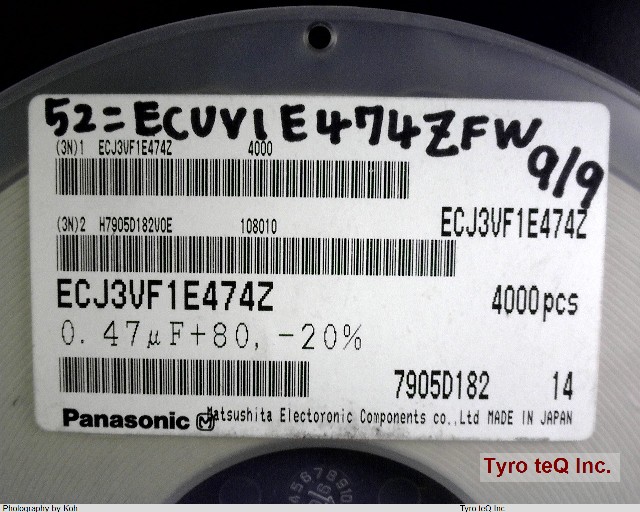 52=ECUV1E474ZFW
9/9
(3N)1 ECJ3VF1E474Z 4000
(3N)2 H7905D182V0E 108010
ECJ3VF1E474Z
ECJ3VF1E474Z 4000pcs
0.47μF+80,-20%
7905D182 14
Panasonic Matsushita Electoronic Components co.,Ltd MADE IN JAPAN
Tyro teQ Inc.
Photography by Koh Tyro teQ Inc